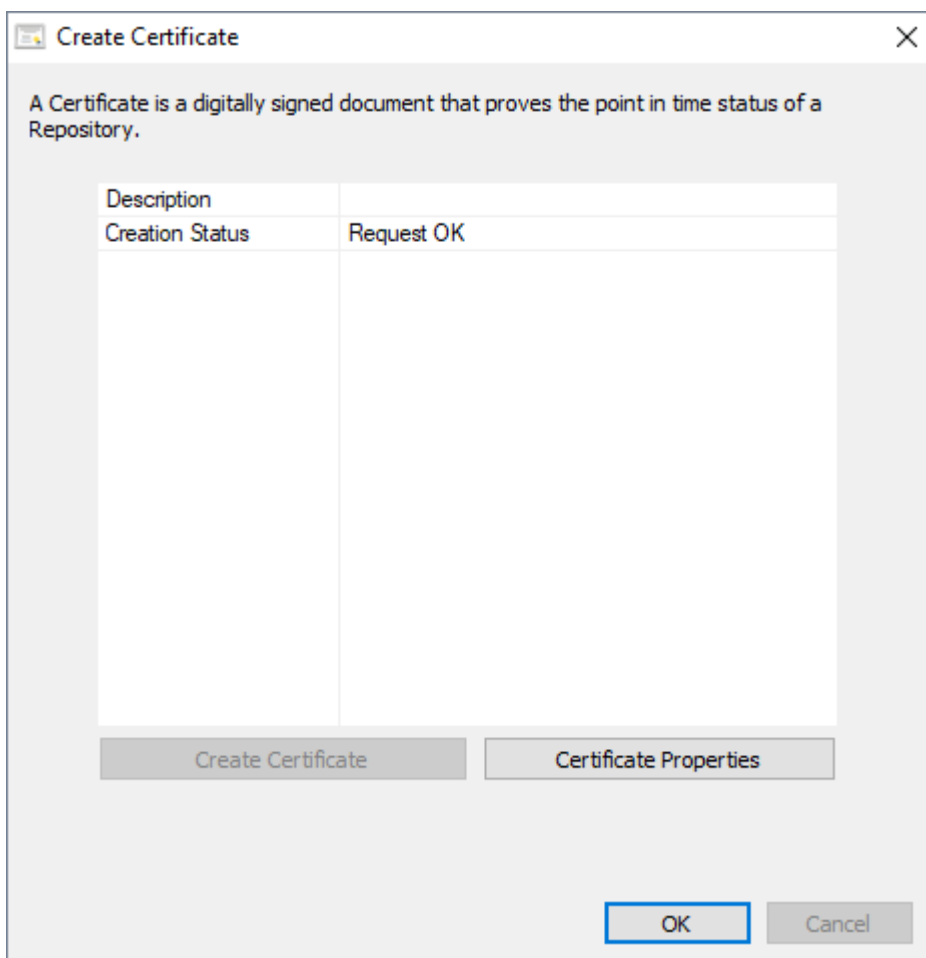 Create Certificate
A Certificate is a digitally signed document that proves the point in time status of a
Repository.
Description
Creation Status Request OK
Create Certificate Certificate Properties
OK Cancel